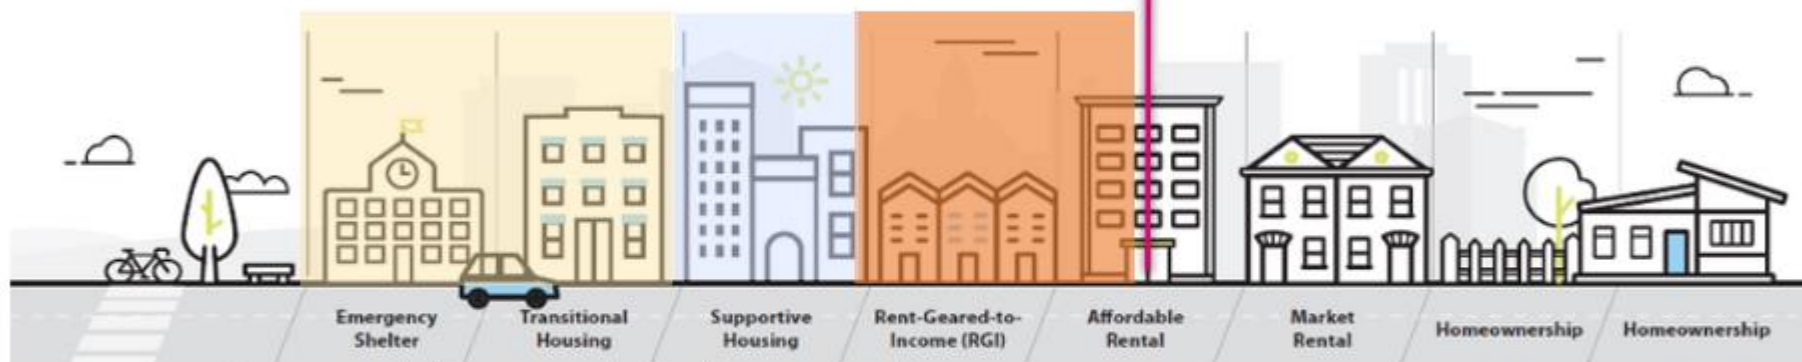 Emergency
Shelter
Transitional
Housing
Supportive
Housing
Rent-Geared-to-
Income (RGI)
Affordable
Rental
Market
Rental
Homeownership
Homeownership